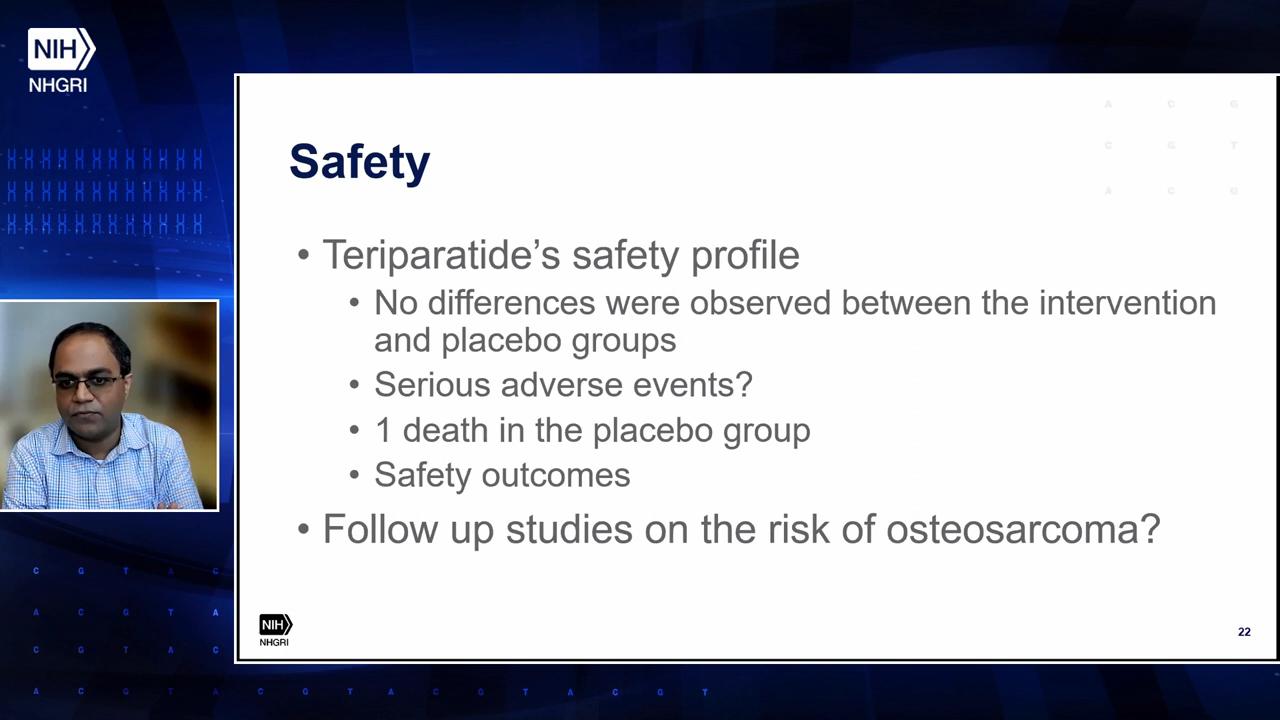 NIH
NHGRI
A C G
C G T
A C G
Safety
• Teriparatide’s safety profile
• No differences were observed between the intervention
and placebo groups
• Serious adverse events?
• 1 death in the placebo group
• Safety outcomes
• Follow up studies on the risk of osteosarcoma?
NIH
NHGRI
22
C G T A C
A C G T A
C G T A C
A C G T A C G T A C G T A C G T